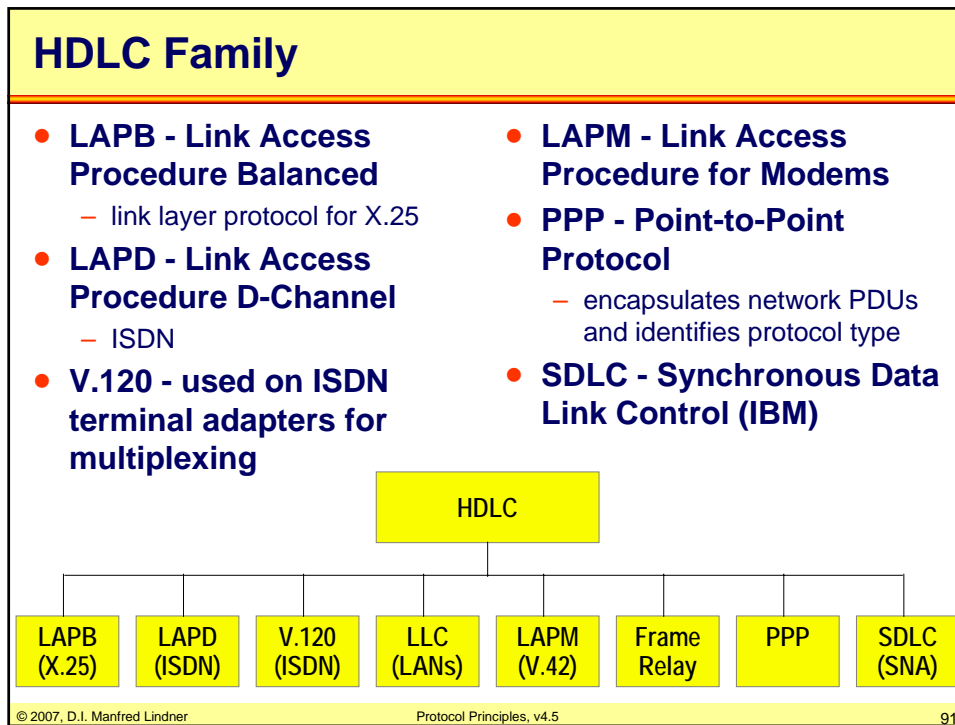 HDLC Family
• LAPB - Link Access
Procedure Balanced
– link layer protocol for X.25
• LAPD - Link Access
Procedure D-Channel
– ISDN
• V.120 - used on ISDN
terminal adapters for
multiplexing
• LAPM - Link Access
Procedure for Modems
• PPP - Point-to-Point
Protocol
– encapsulates network PDUs
and identifies protocol type
• SDLC - Synchronous Data
Link Control (IBM)
HDLC
LAPB
(X.25)
LAPD
(ISDN)
V.120
(ISDN)
LLC
(LANs)
LAPM
(V.42)
Frame
Relay
PPP
SDLC
(SNA)
© 2007, D.I. Manfred Lindner
Protocol Principles, v4.5
91